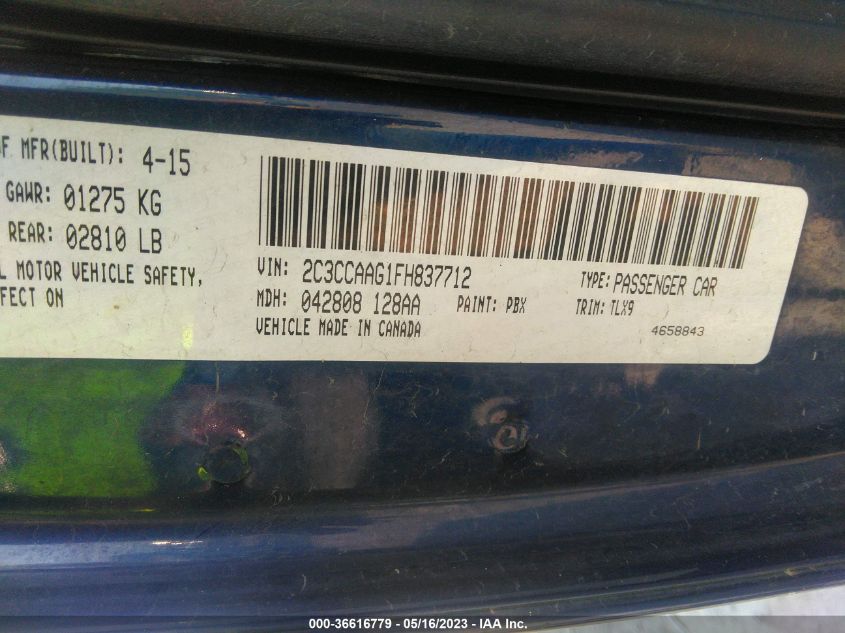 F MFR(BUILT): 4-15
GAWR: 01275 KG
REAR: 02810 LB
L MOTOR VEHICLE SAFETY,
FECT ON
VIN: 2C3CCAAG1FH837712
TYPE: PASSENGER CAR
MDH: 042808 128AA
PAINT: PBX
TRIM: TLX9
VEHICLE MADE IN CANADA
4658843
000-36616779 - 05/16/2023 - IAA Inc.